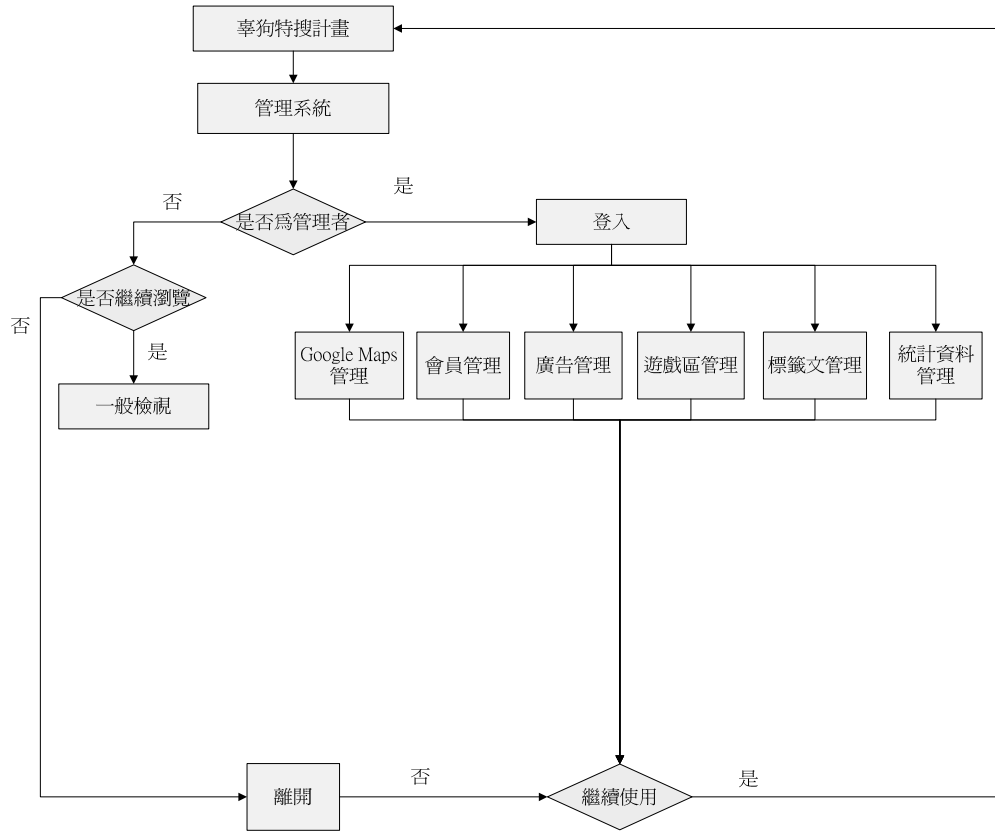 辜狗特搜計畫
管理系統
是否為管理者
否
是
登入
是否繼續瀏覽
否
是
一般檢視
Google Maps
管理
會員管理
廣告管理
遊戲區管理
標籤文管理
統計資料
管理
離開
否
繼續使用
是